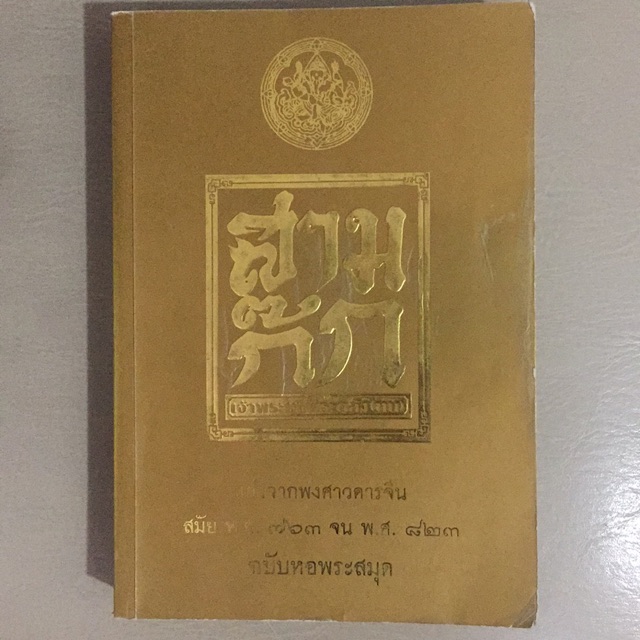 สาม
ก๊ก
จากพงศาวดารจีน
สมัย พ.ศ. ๗๖๓ จน พ.ศ. ๘๒๓
ฉบับหอพระสมุด